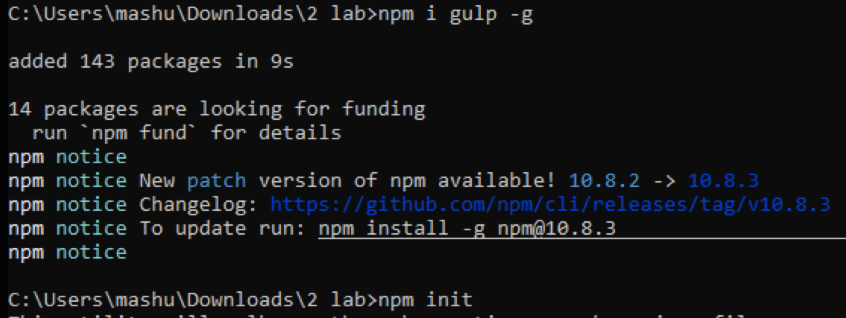 C:\Users\mashu\Downloads\2 lab>npm i gulp -g
added 143 packages in 9s
14 packages are looking for funding
  run `npm fund` for details
npm notice
npm notice New patch version of npm available! 10.8.2 -> 10.8.3
npm notice Changelog: https://github.com/npm/cli/releases/tag/v10.8.3
npm notice To update run: npm install -g npm@10.8.3
npm notice
C:\Users\mashu\Downloads\2 lab>npm init